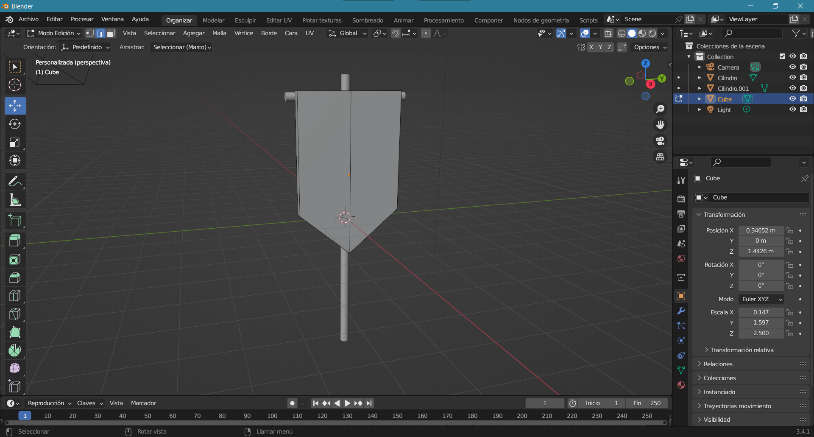 Blender
Archivo Editar Procesar Ventana Ayuda Organizar Modelar Esculpir Editar UV Pintar texturas Sombreado Animar Procesamiento Componer Nodos de geometría Scripts Scene ViewLayer
Modo Edición Vista Seleccionar Agregar Malla Vértice Borde Cara UV Global
Orientación: Predefinido Arrastrar: Seleccionar (Marco) X Y Z Opciones
Personalizada (perspectiva)
(1) Cube
Z
Y
X
Colecciones de la escena
Collection
Camera
Cilindro
Cilindro.001
Cube
Light
Cube
Cube
Transformación
Posición X 0.34652 m
Y 0 m
Z 1.4426 m
Rotación X 0°
Y 0°
Z 0°
Modo Euler XYZ
Escala X 0.147
Y 1.597
Z 2.500
Transformación relativa
Relaciones
Colecciones
Instanciado
Trayectorias movimiento
Visibilidad
Reproducción Claves Vista Marcador 1 Inicio 1 Fin 250
1 10 20 30 40 50 60 70 80 90 100 110 120 130 140 150 160 170 180 190 200 210 220 230 240 250
Seleccionar Rotar vista Llamar menú 3.4.1